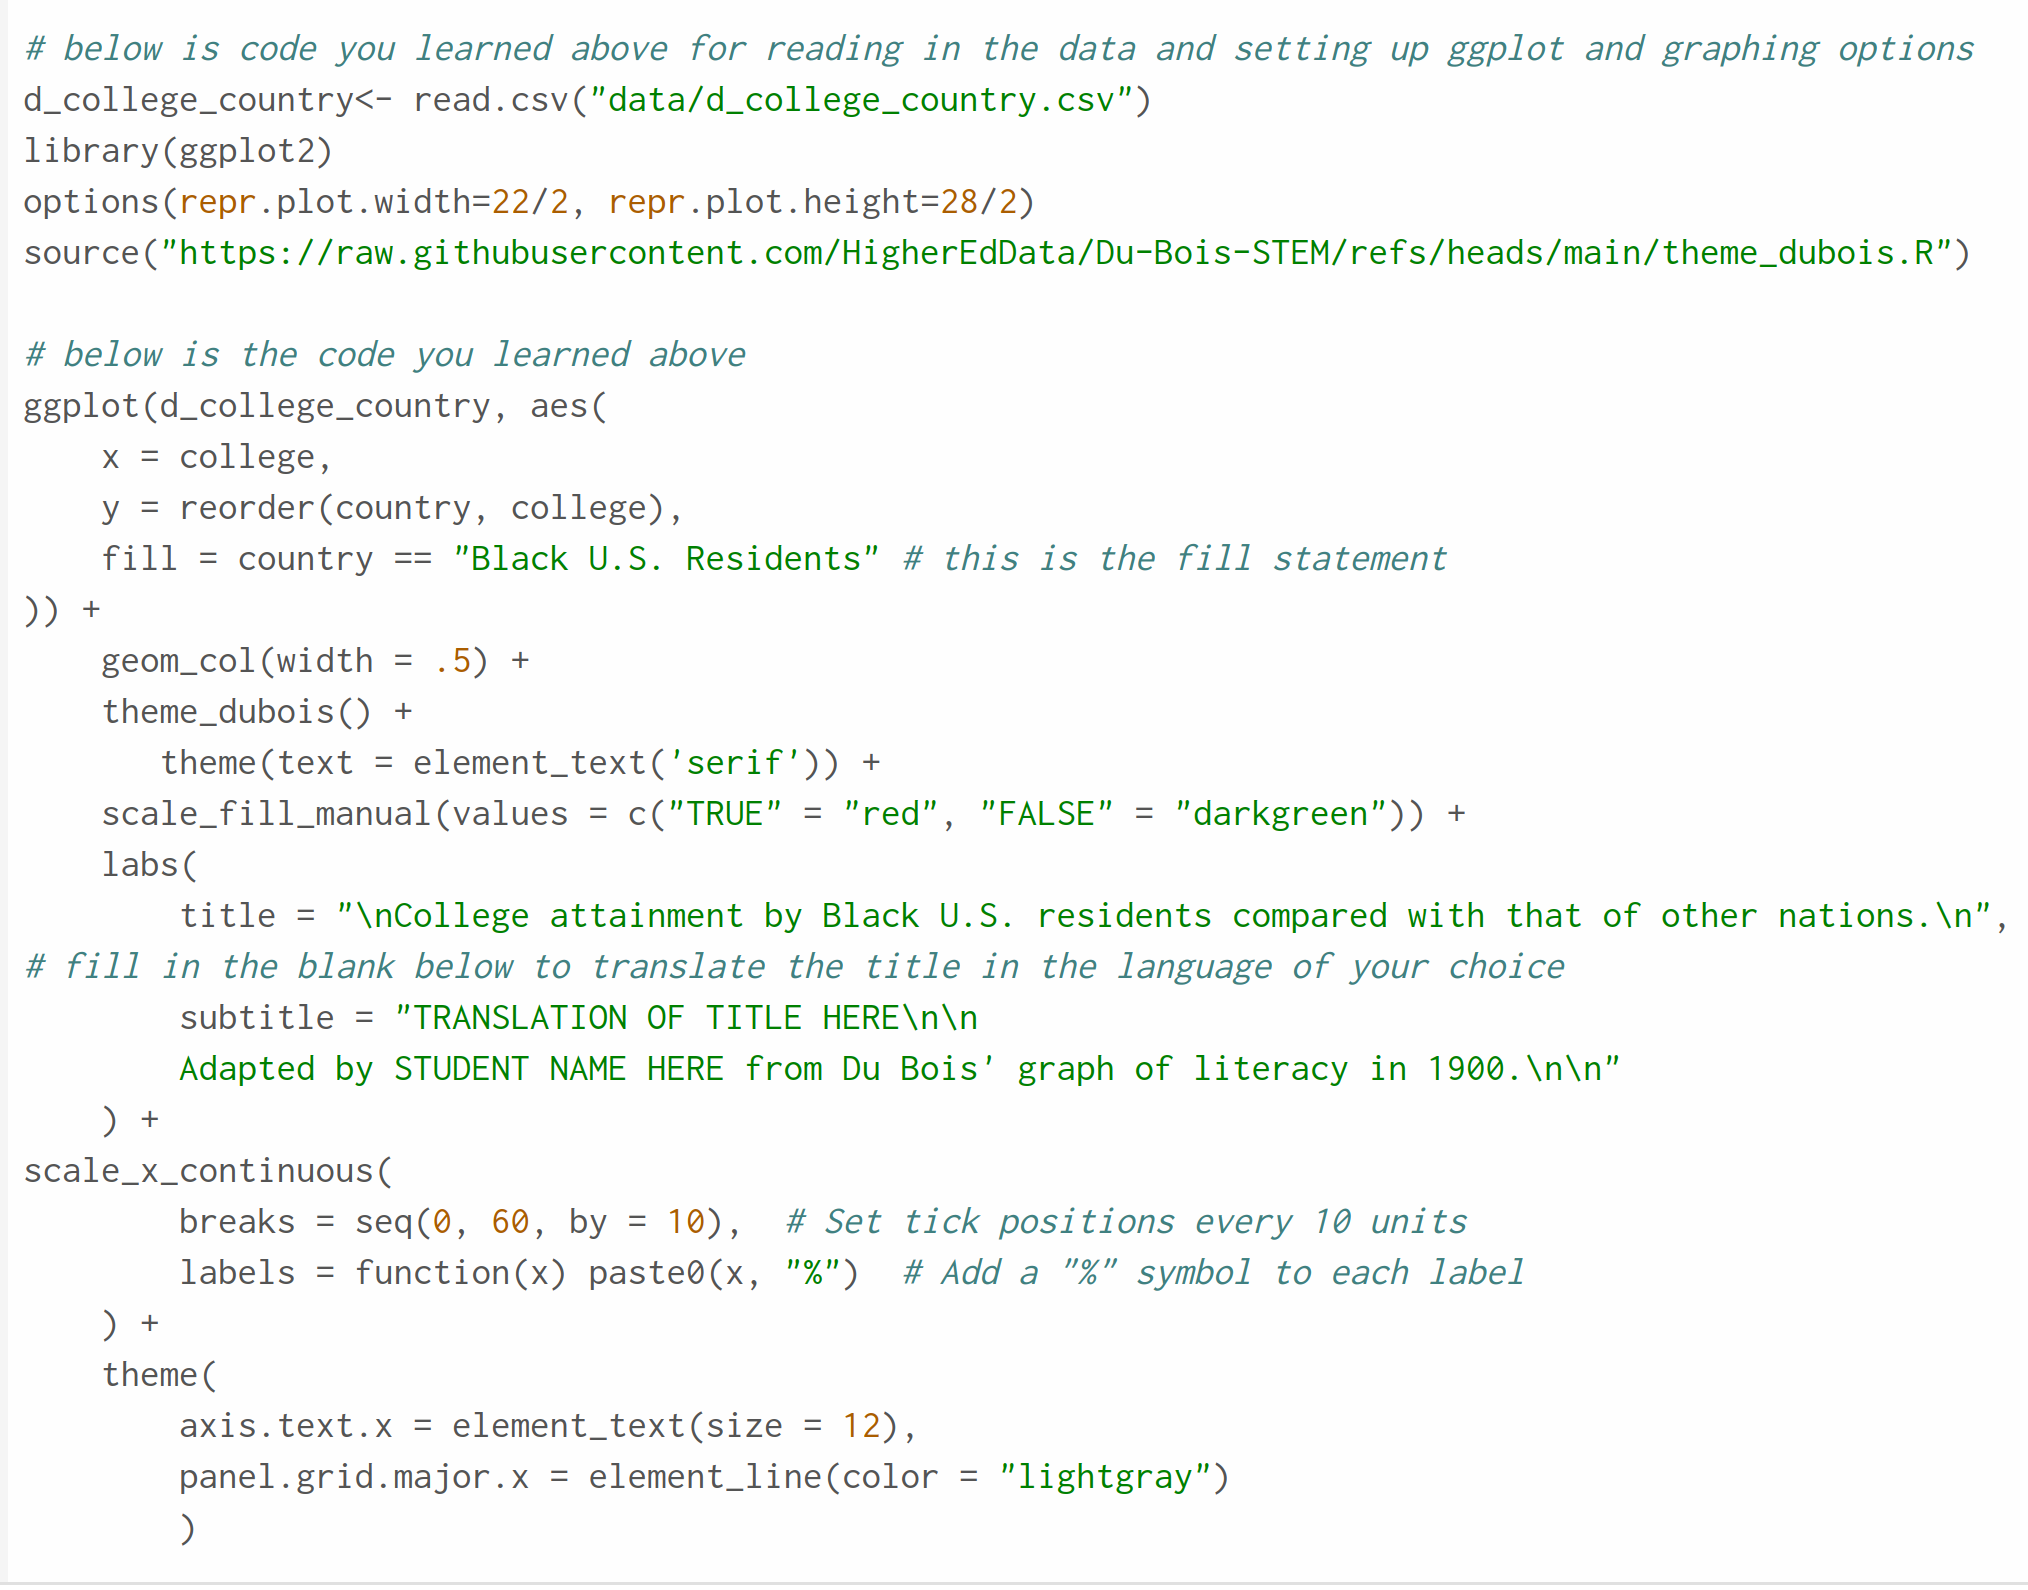 # below is code you learned above for reading in the data and setting up ggplot and graphing options
d_college_country<- read.csv("data/d_college_country.csv")
library(ggplot2)
options(repr.plot.width=22/2, repr.plot.height=28/2)
source("https://raw.githubusercontent.com/HigherEdData/Du-Bois-STEM/refs/heads/main/theme_dubois.R")

# below is the code you learned above
ggplot(d_college_country, aes(
    x = college,
    y = reorder(country, college),
    fill = country == "Black U.S. Residents" # this is the fill statement
)) +
    geom_col(width = .5) +
    theme_dubois() +
       theme(text = element_text('serif')) +
    scale_fill_manual(values = c("TRUE" = "red", "FALSE" = "darkgreen")) +
    labs(
        title = "\nCollege attainment by Black U.S. residents compared with that of other nations.\n",
# fill in the blank below to translate the title in the language of your choice
        subtitle = "TRANSLATION OF TITLE HERE\n\n
        Adapted by STUDENT NAME HERE from Du Bois' graph of literacy in 1900.\n\n"
    ) +
scale_x_continuous(
        breaks = seq(0, 60, by = 10),  # Set tick positions every 10 units
        labels = function(x) paste0(x, "%")  # Add a "%" symbol to each label
    ) +
    theme(
        axis.text.x = element_text(size = 12),
        panel.grid.major.x = element_line(color = "lightgray")
        )